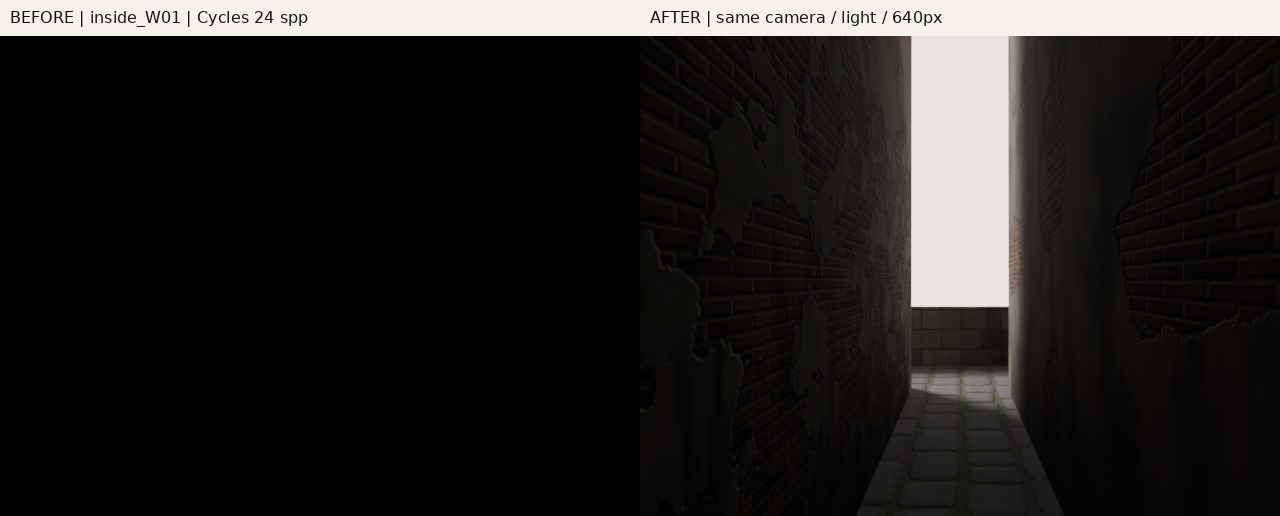 BEFORE | inside_W01 | Cycles 24 spp
AFTER | same camera / light / 640px